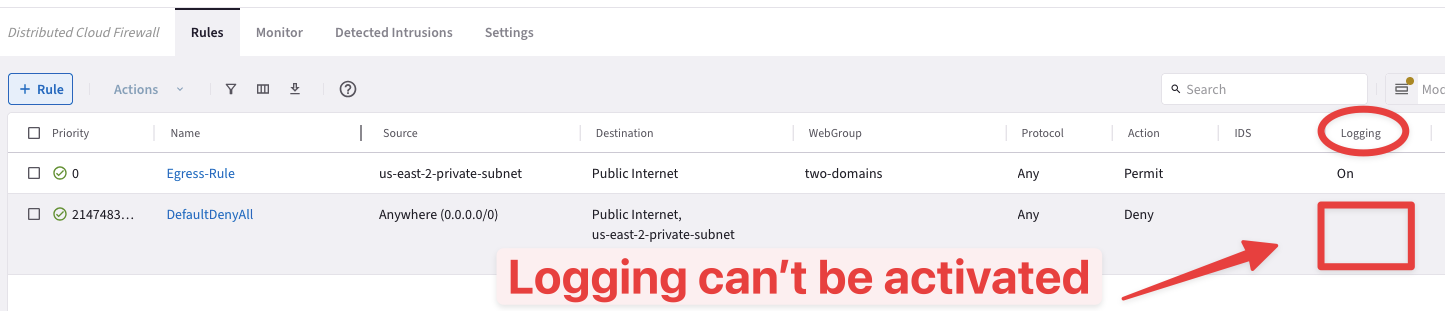 Distributed Cloud Firewall Rules Monitor Detected Intrusions Settings
+ Rule Actions Search Mod
Priority Name Source Destination WebGroup Protocol Action IDS Logging
0 Egress-Rule us-east-2-private-subnet Public Internet two-domains Any Permit On
2147483... DefaultDenyAll Anywhere (0.0.0.0/0) Public Internet, Any Deny
us-east-2-private-subnet
Logging can’t be activated